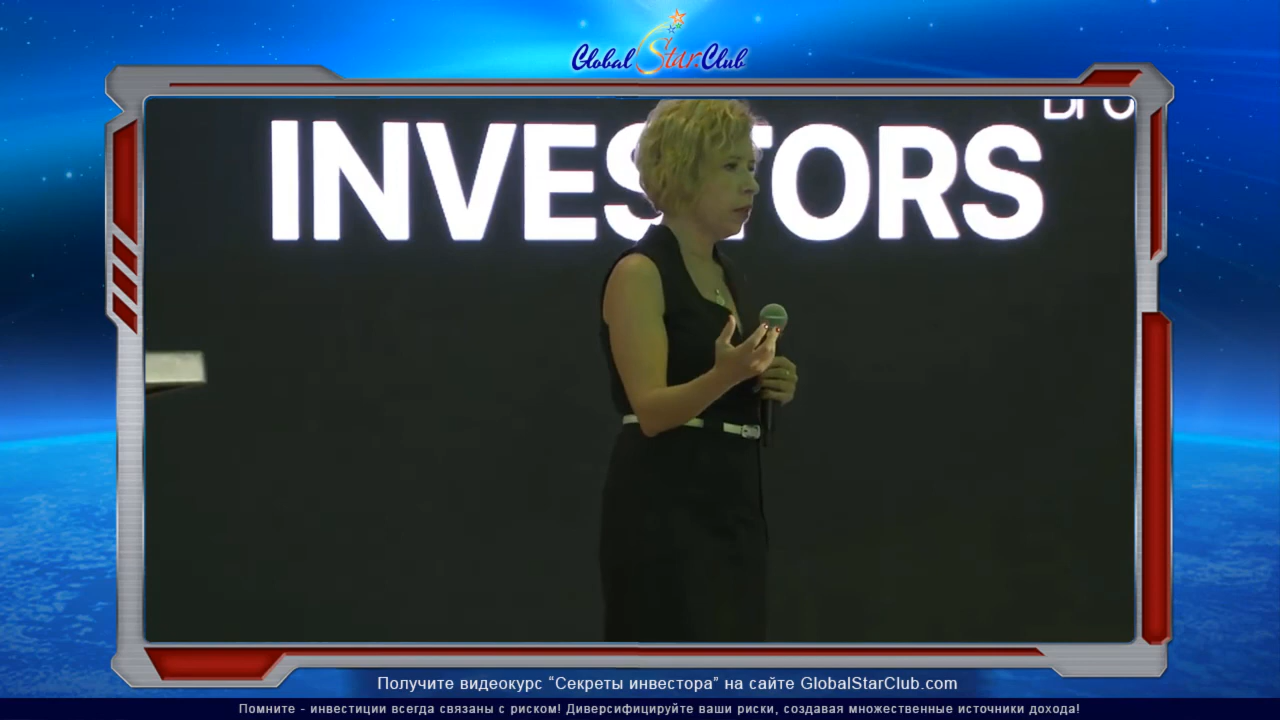 Global Star Club
INVESTORS
Получите видеокурс “Секреты инвестора” на сайте GlobalStarClub.com
Помните - инвестиции всегда связаны с риском! Диверсифицируйте ваши риски, создавая множественные источники дохода!